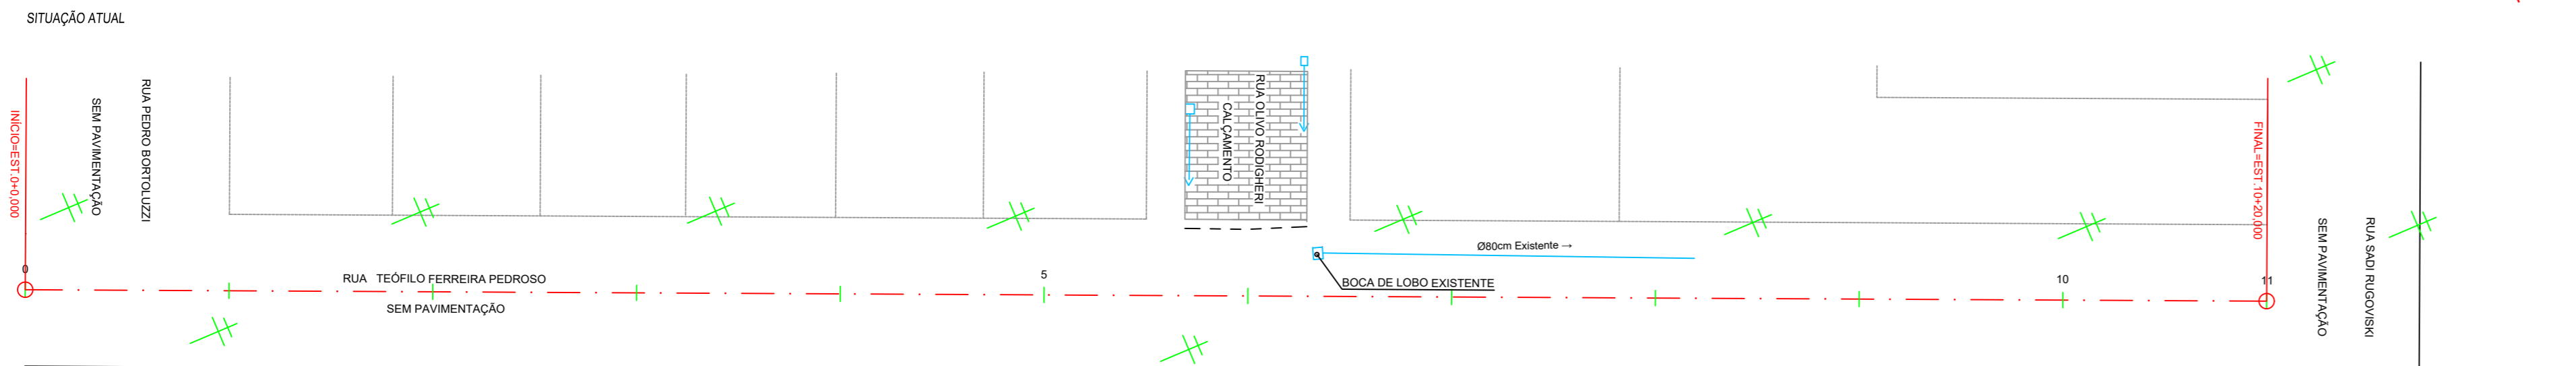 SITUAÇÃO ATUAL
INÍCIO=EST.0+0,000
SEM PAVIMENTAÇÃO
RUA PEDRO BORTOLUZZI
CALÇAMENTO
RUA OLIVO RODIGHERI
FINAL=EST.10+20,000
SEM PAVIMENTAÇÃO
RUA SADI RUGOVISKI
Ø80cm Existente →
BOCA DE LOBO EXISTENTE
0
RUA TEÓFILO FERREIRA PEDROSO
5
10
11
SEM PAVIMENTAÇÃO